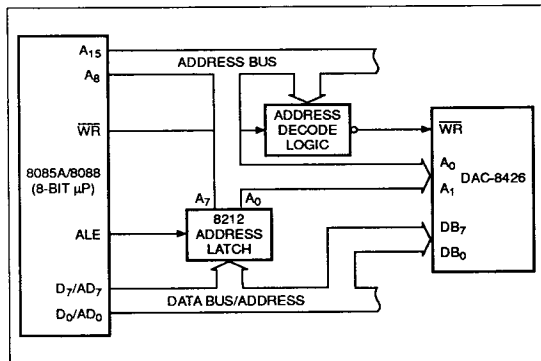 A15
ADDRESS BUS
A8
ADDRESS
DECODE
LOGIC
WR
WR
8085A/8088
(8-BIT µP)
A0
DAC-8426
A1
A7
A0
8212
ADDRESS
LATCH
ALE
DB7
DB0
D7/AD7
DATA BUS/ADDRESS
D0/AD0